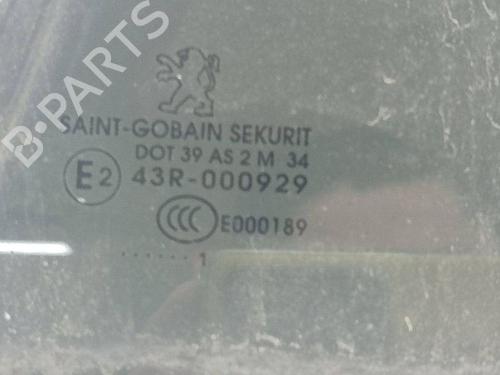 B-PARTS
SAINT-GOBAIN SEKURIT
DOT 39 AS 2 M 34
E2 43R-000929
CCC E000189
...... 1